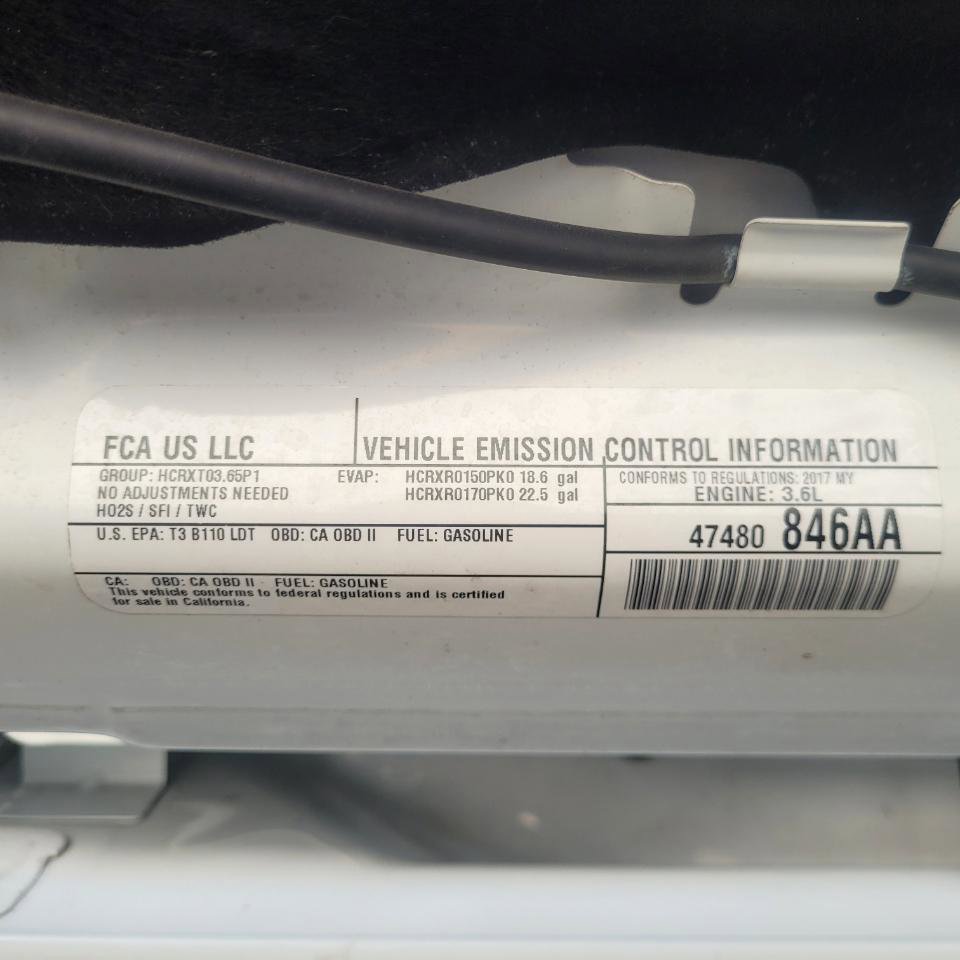 FCA US LLC
VEHICLE EMISSION CONTROL INFORMATION
GROUP: HCRXT03.65P1
NO ADJUSTMENTS NEEDED
HO2S / SFI / TWC
EVAP: HCRXR0150PK0 18.6 gal
HCRXR0170PK0 22.5 gal
CONFORMS TO REGULATIONS: 2017 MY
ENGINE: 3.6L
U.S. EPA: T3 B110 LDT OBD: CA OBD II FUEL: GASOLINE
47480 846AA
CA: OBD: CA OBD II FUEL: GASOLINE
This vehicle conforms to federal regulations and is certified
for sale in California.